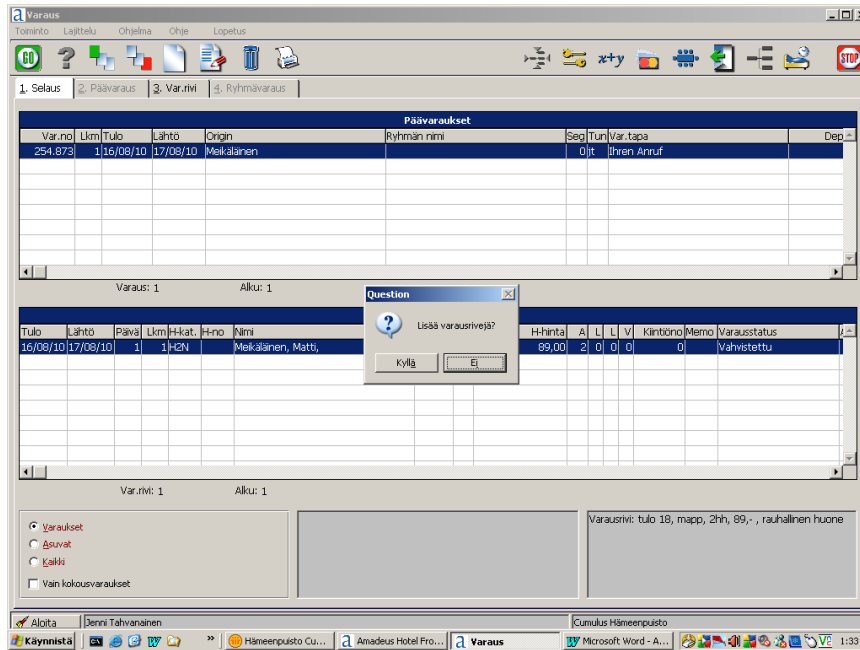 Varaus
Toiminto Lajittelu Ohjelma Ohje Lopetus
GO ? x+y STOP
1. Selaus 2. Päävaraus 3. Var.rivi 4. Ryhmävaraus
Päävaraukset
Var.no Lkm Tulo Lähtö Origin Ryhmän nimi Seg Tun Var.tapa Dep
254.873 1 16/08/10 17/08/10 Meikäläinen 0 jt Ihren Anruf
Varaus: 1 Alku: 1
Question
Lisää varausrivejä?
Kyllä Ei
Tulo Lähtö Päivä Lkm H-kat. H-no Nimi H-hinta A L L V Kiintiöno Memo Varausstatus
16/08/10 17/08/10 1 1 H2N Meikäläinen, Matti, 89,00 2 0 0 0 0 Vahvistettu
Var.rivi: 1 Alku: 1
Varaukset
Asuvat
Kaikki
Vain kokousvaraukset
Varausrivi: tulo 18, mapp, 2hh, 89,- , rauhallinen huone
Aloita Jenni Tahvanainen Cumulus Hämeenpuisto
Käynnistä » Hämeenpuisto Cu... Amadeus Hotel Fro... Varaus Microsoft Word - A... 1:33